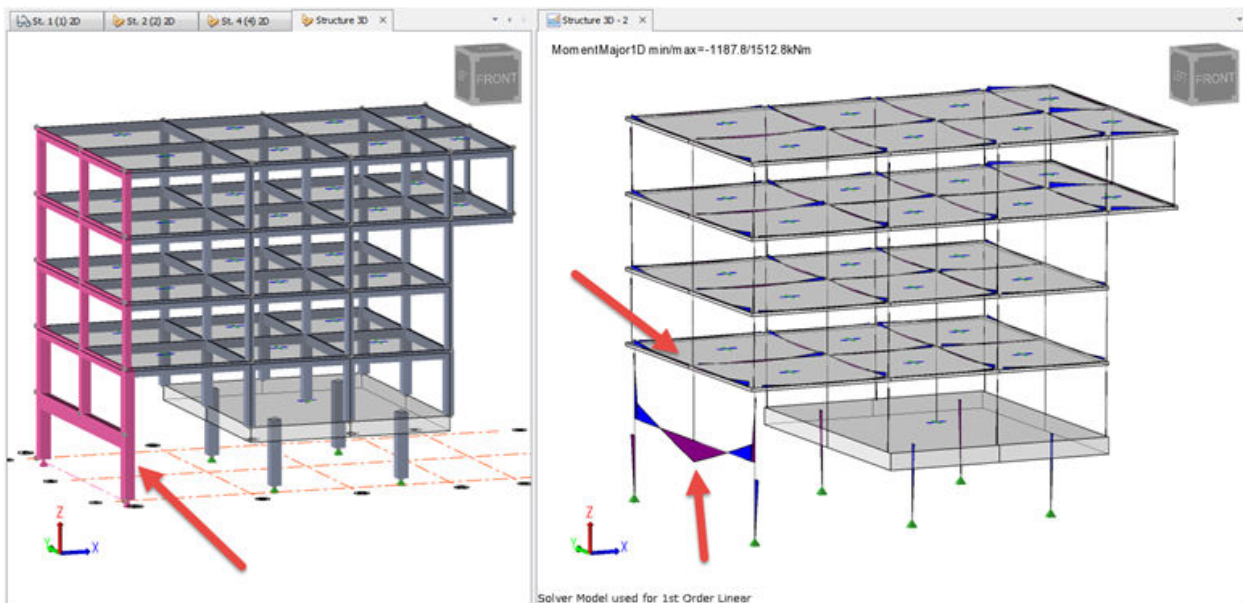 St. 1 (1) 2D
St. 2 (2) 2D
St. 4 (4) 2D
Structure 3D
Structure 3D - 2
MomentMajor1D min/max=-1187.8/1512.8kNm
FRONT
LEFT FRONT
Z
Y
X
Z
Y
X
Solver Model used for 1st Order Linear